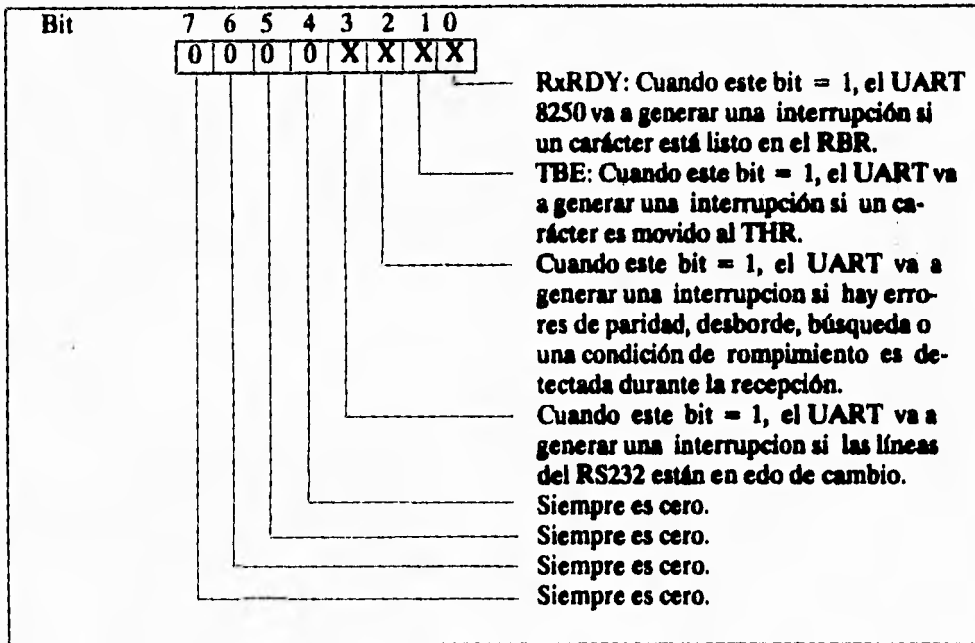 Bit 7 6 5 4 3 2 1 0
0 0 0 0 X X X X
RxRDY: Cuando este bit = 1, el UART
8250 va a generar una interrupción si
un carácter está listo en el RBR.
TBE: Cuando este bit = 1, el UART va
a generar una interrupción si un ca-
rácter es movido al THR.
Cuando este bit = 1, el UART va a
generar una interrupcion si hay erro-
res de paridad, desborde, búsqueda o
una condición de rompimiento es de-
tectada durante la recepción.
Cuando este bit = 1, el UART va a
generar una interrupcion si las líneas
del RS232 están en edo de cambio.
Siempre es cero.
Siempre es cero.
Siempre es cero.
Siempre es cero.